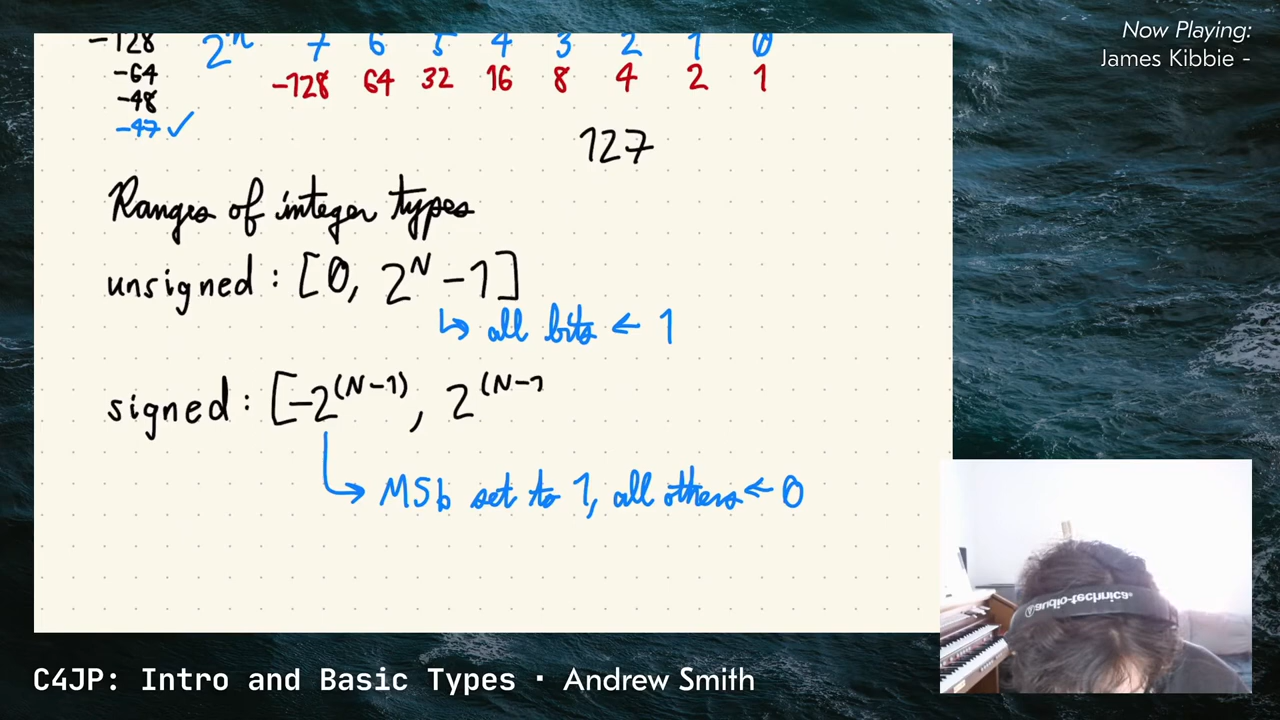 Now Playing:
James Kibbie -
-128 2^n 7 6 5 4 3 2 1 0
-64 -128 64 32 16 8 4 2 1
-48
-47 ✓
127
Ranges of integer types
unsigned: [0, 2^N -1]
↳ all bits ← 1
signed: [-2^(N-1), 2^(N-1
↳ MSb set to 1, all others ← 0
audio-technica
C4JP: Intro and Basic Types · Andrew Smith